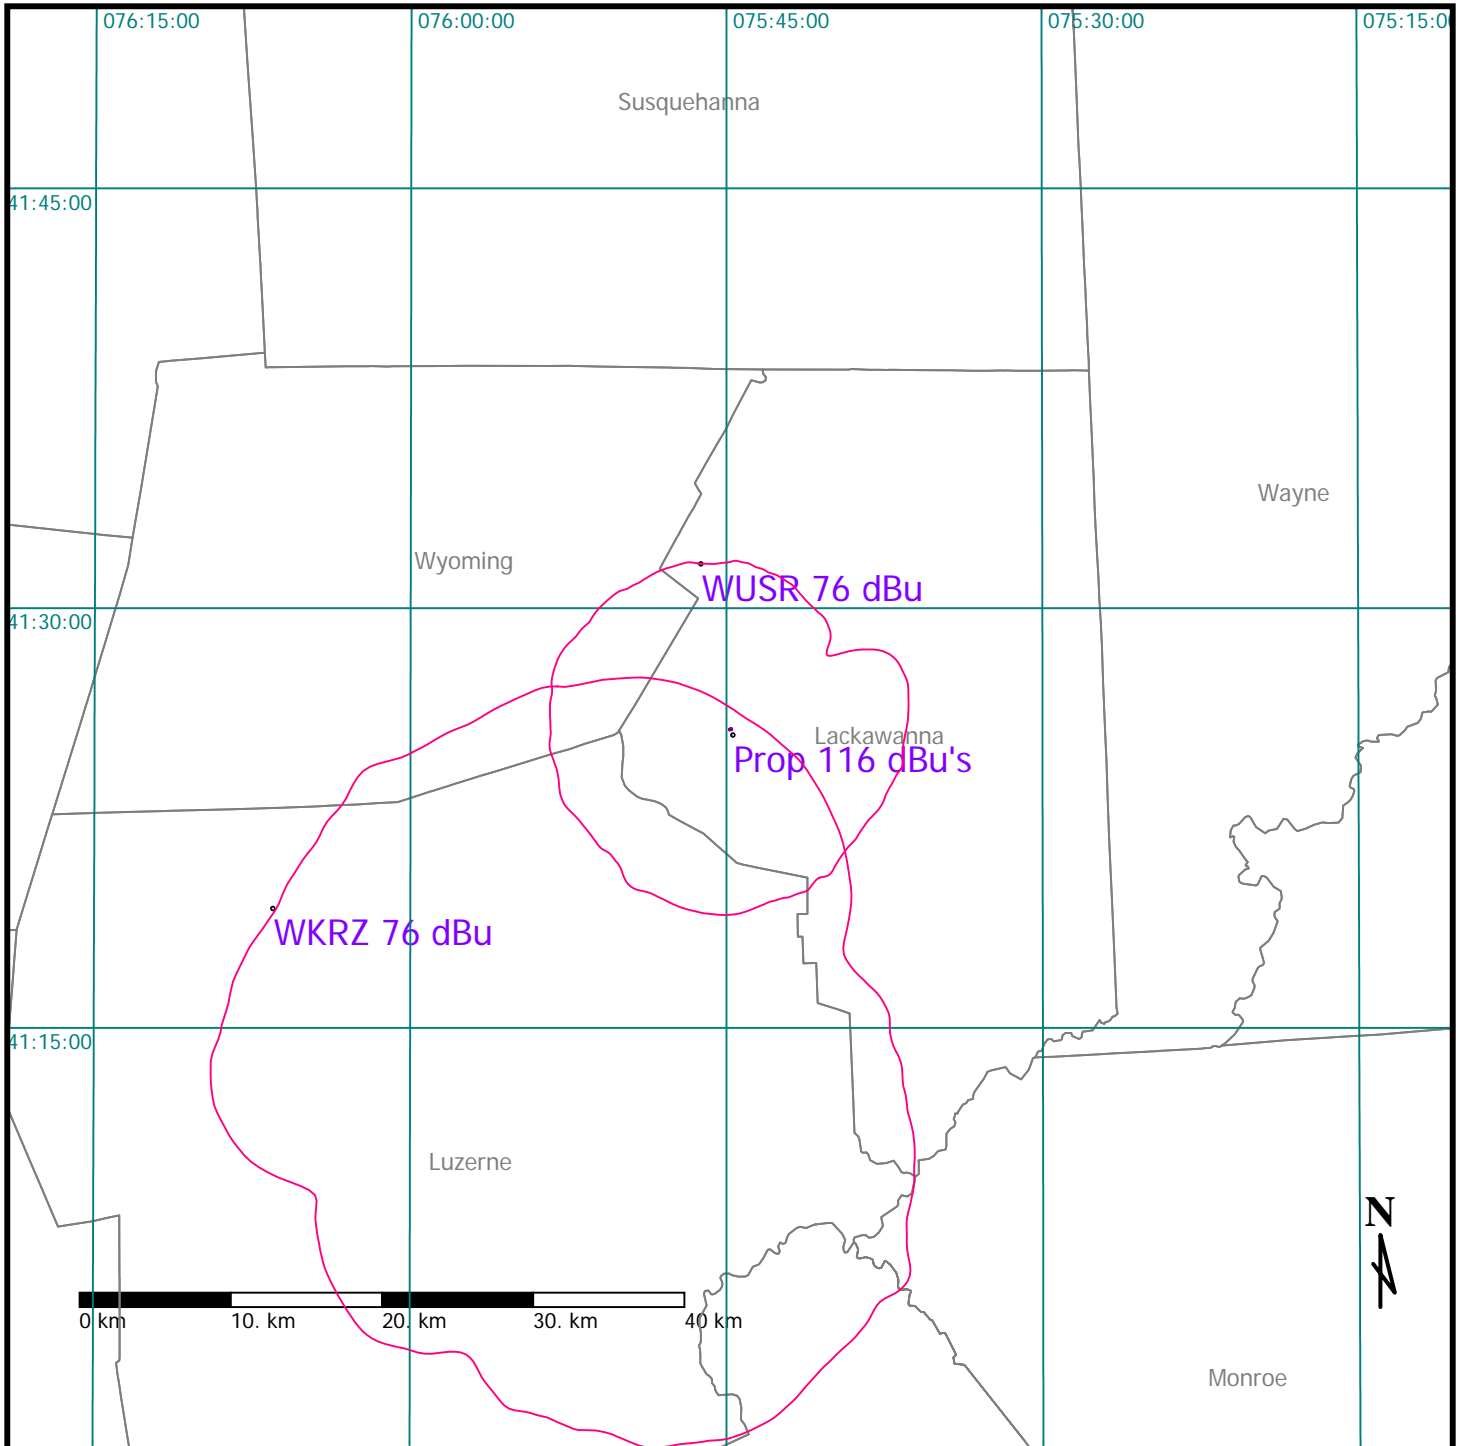 076:15:00
076:00:00
075:45:00
075:30:00
075:15:00
Susquehanna
41:45:00
Wayne
Wyoming
WUSR 76 dBu
41:30:00
Lackawanna
Prop 116 dBu's
WKRZ 76 dBu
41:15:00
Luzerne
N
0 km
10. km
20. km
30. km
40 km
Monroe